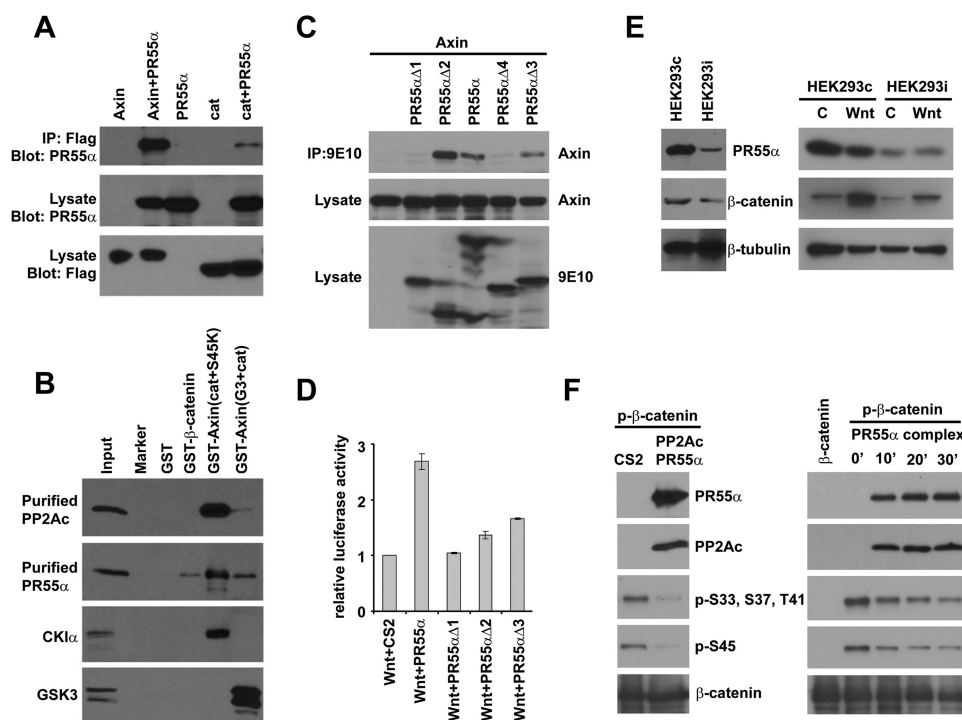 A
Axin
Axin+PR55α
PR55α
cat
cat+PR55α
IP: Flag
Blot: PR55α
Lysate
Blot: PR55α
Lysate
Blot: Flag
B
Input
Marker
GST
GST-β-catenin
GST-Axin(cat+S45K)
GST-Axin(G3+cat)
Purified
PP2Ac
Purified
PR55α
CKIα
GSK3
C
Axin
PR55αΔ1
PR55αΔ2
PR55α
PR55αΔ4
PR55αΔ3
IP:9E10
Axin
Lysate
Axin
Lysate
9E10
D
relative luciferase activity
3
2
1
0
Wnt+CS2
Wnt+PR55α
Wnt+PR55αΔ1
Wnt+PR55αΔ2
Wnt+PR55αΔ3
E
HEK293c
HEK293i
HEK293c HEK293i
C Wnt C Wnt
PR55α
β-catenin
β-tubulin
F
p-β-catenin
PP2Ac
CS2 PR55α
β-catenin
p-β-catenin
PR55α complex
0' 10' 20' 30'
PR55α
PP2Ac
p-S33, S37, T41
p-S45
β-catenin